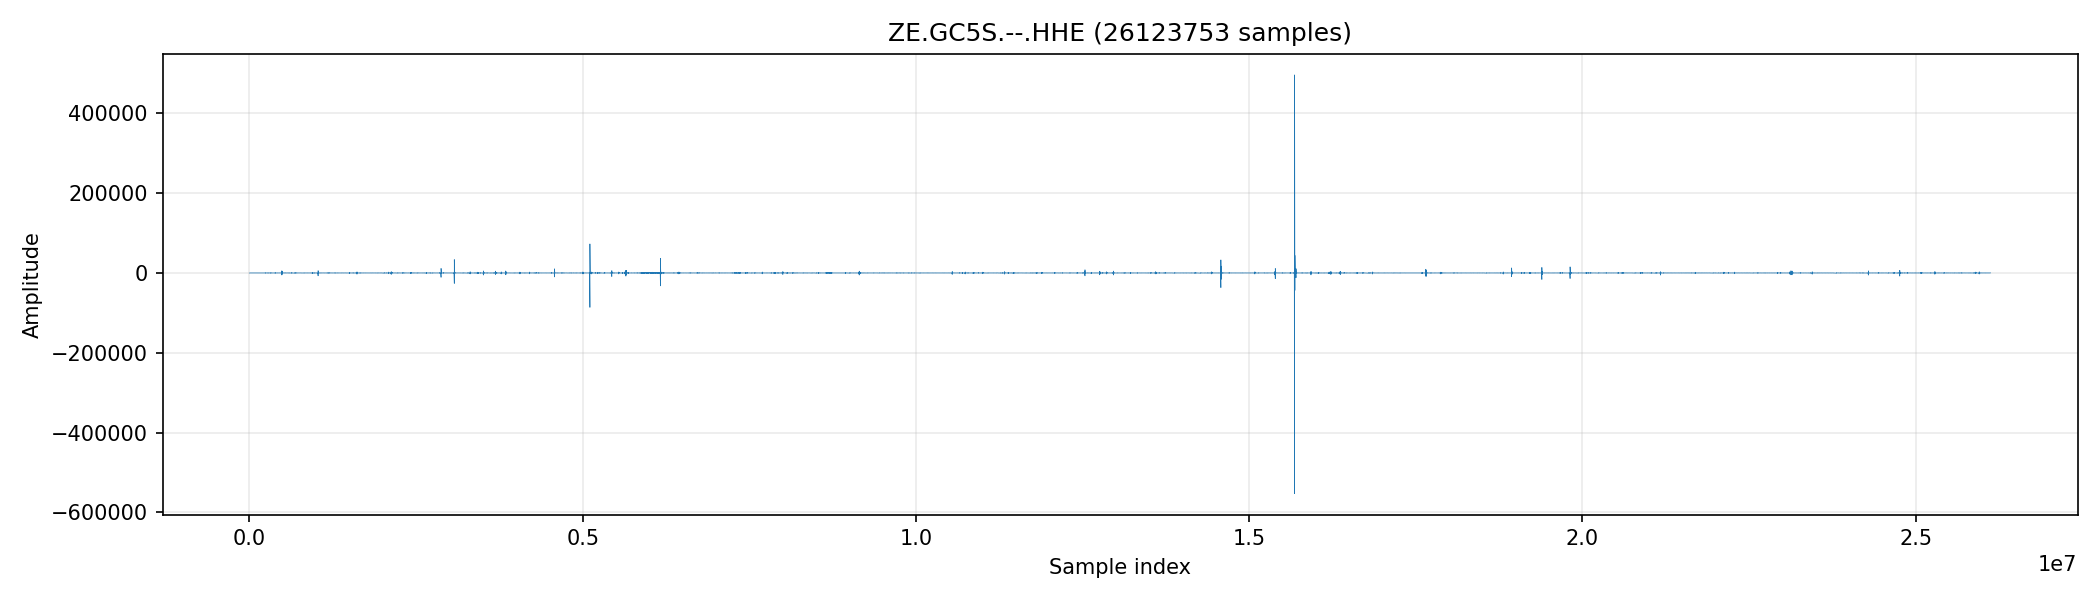 ZE.GC5S.--.HHE (26123753 samples)
Amplitude
400000
200000
0
−200000
−400000
−600000
0.0 0.5 1.0 1.5 2.0 2.5
1e7
Sample index